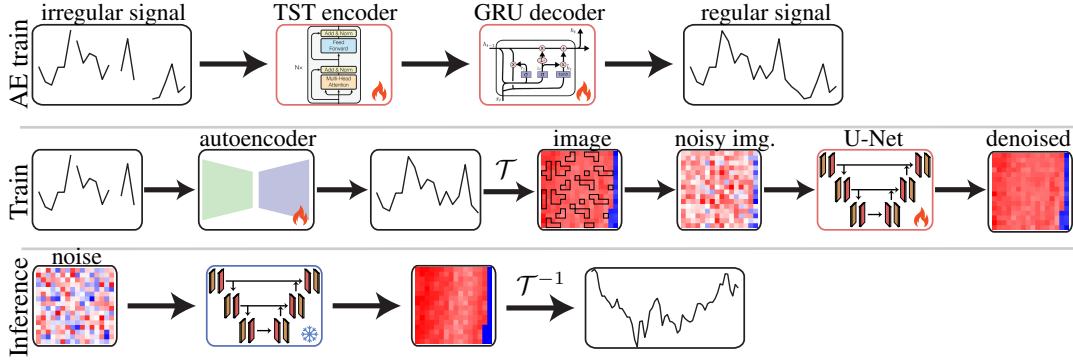 irregular signal
TST encoder
GRU decoder
regular signal
AE train
Add & Norm
Feed
Forward
N×
Add & Norm
Multi-Head
Attention
autoencoder
image
noisy img.
U-Net
denoised
Train
𝒯
noise
Inference
𝒯⁻¹